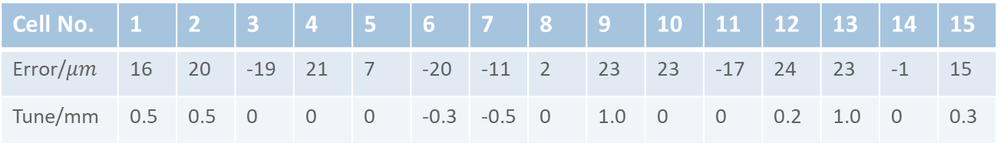 Cell No. 1 2 3 4 5 6 7 8 9 10 11 12 13 14 15
Error/μm 16 20 -19 21 7 -20 -11 2 23 23 -17 24 23 -1 15
Tune/mm 0.5 0.5 0 0 0 -0.3 -0.5 0 1.0 0 0 0.2 1.0 0 0.3